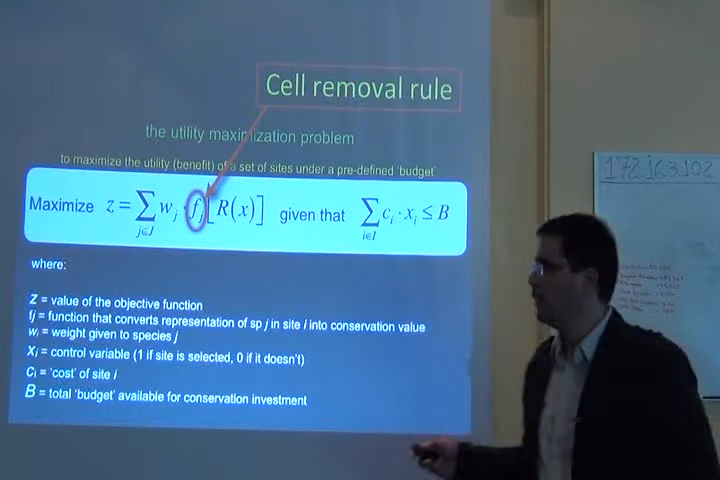 Cell removal rule
the utility maximization problem
to maximize the utility (benefit) of a set of sites under a pre-defined 'budget'
Maximize z = ∑ w_j · f_j [R(x)] given that ∑ c_i · x_i ≤ B
j∈J i∈I
where:
Z = value of the objective function
fj = function that converts representation of sp j in site i into conservation value
wi = weight given to species j
Xi = control variable (1 if site is selected, 0 if it doesn't)
Ci = 'cost' of site i
B = total 'budget' available for conservation investment
172.163.102